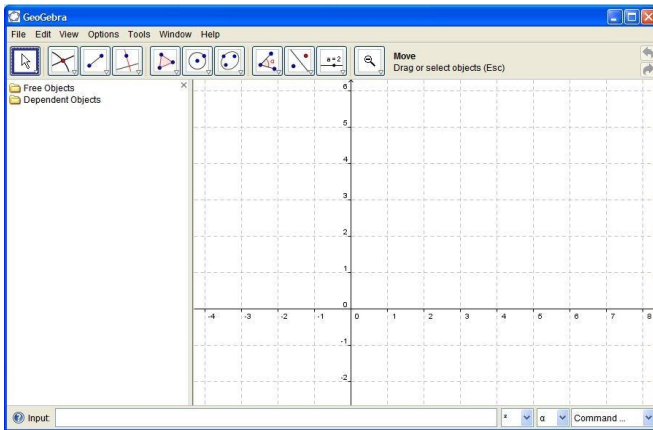 GeoGebra
File Edit View Options Tools Window Help
a=2
α
Move
Drag or select objects (Esc)
Free Objects
Dependent Objects
6
5
4
3
2
1
0
-4 -3 -2 -1 0 1 2 3 4 5 6 7 8
-1
-2
Input:
² α Command ...